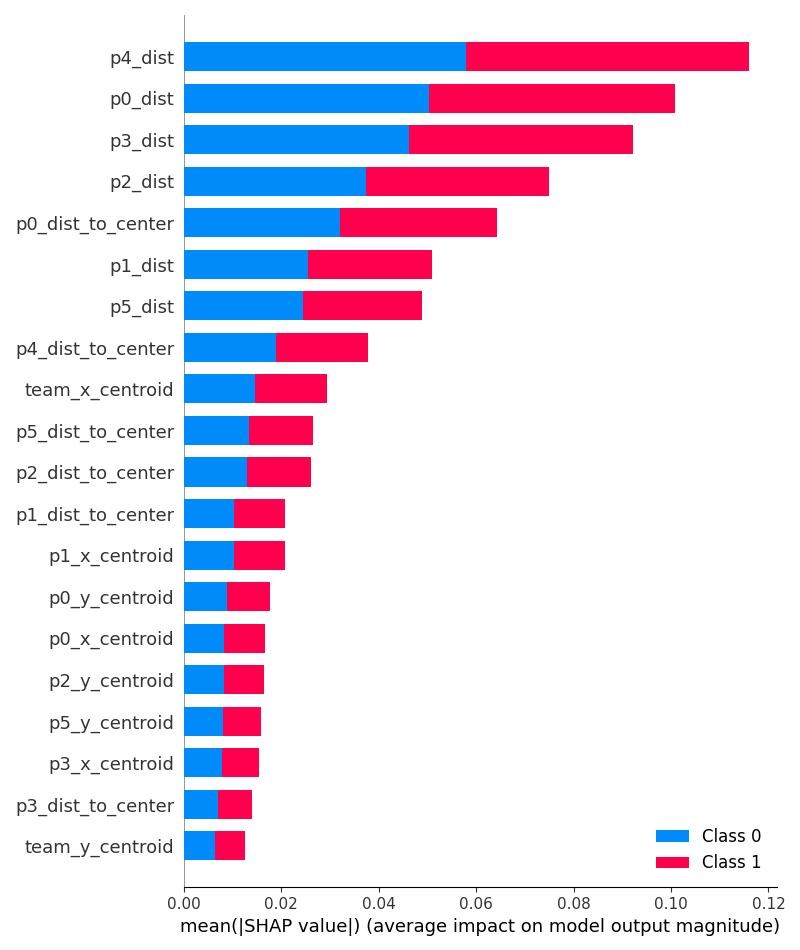 p4_dist
p0_dist
p3_dist
p2_dist
p0_dist_to_center
p1_dist
p5_dist
p4_dist_to_center
team_x_centroid
p5_dist_to_center
p2_dist_to_center
p1_dist_to_center
p1_x_centroid
p0_y_centroid
p0_x_centroid
p2_y_centroid
p5_y_centroid
p3_x_centroid
p3_dist_to_center
team_y_centroid
Class 0
Class 1
0.00 0.02 0.04 0.06 0.08 0.10 0.12
mean(|SHAP value|) (average impact on model output magnitude)